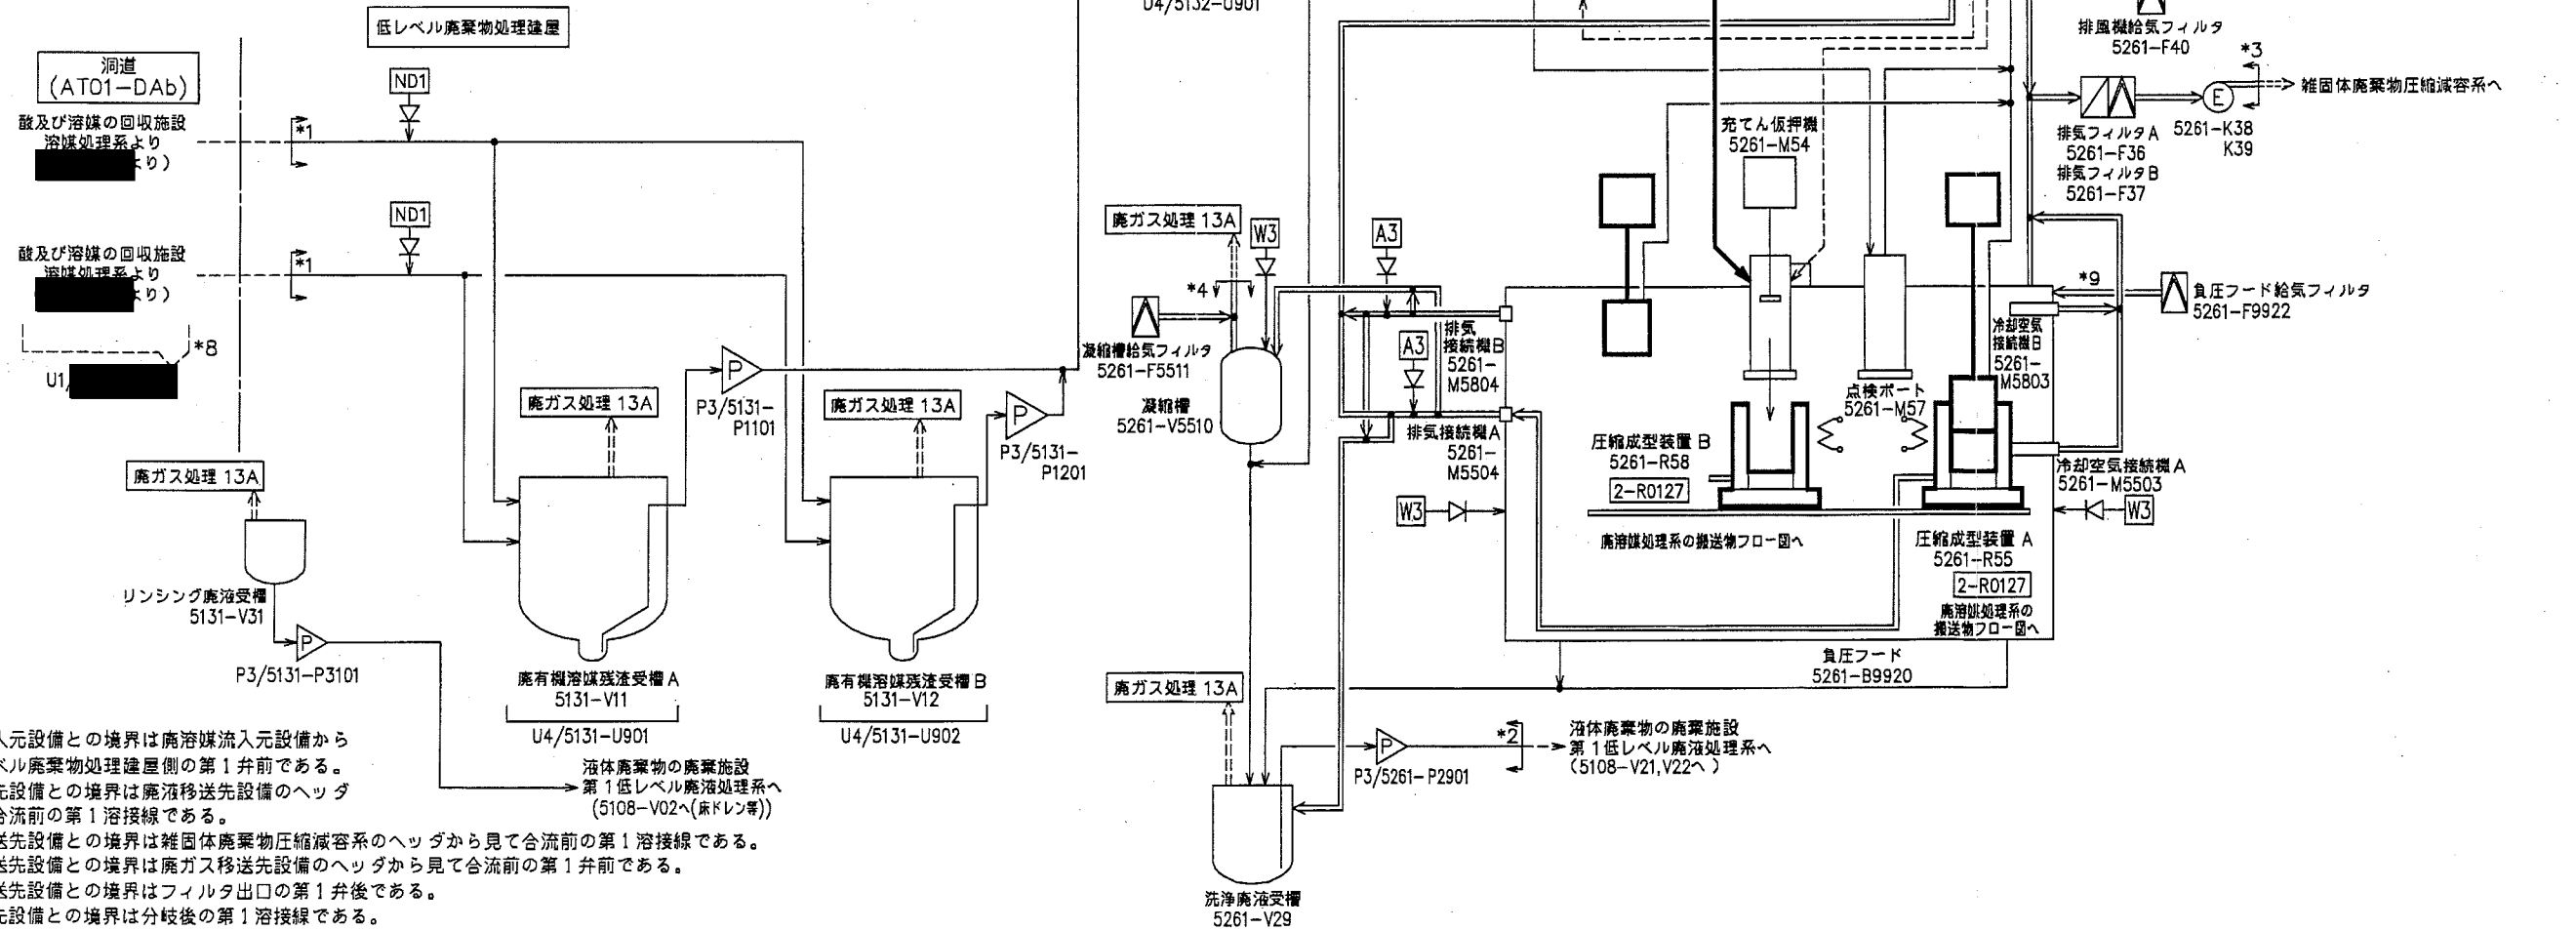 低レベル廃棄物処理建屋
洞道
(AT01-DAb)
ND1
酸及び溶媒の回収施設
溶媒処理系より
より)
*1
ND1
酸及び溶媒の回収施設
溶媒処理系より
より)
*1
*8
U1/
廃ガス処理 13A
リンシング廃液受槽
5131-V31
P
P3/5131-P3101
廃ガス処理 13A
廃有機溶媒残渣受槽 A
5131-V11
U4/5131-U901
P
P3/5131-
P1101
廃ガス処理 13A
廃有機溶媒残渣受槽 B
5131-V12
U4/5131-U902
P
P3/5131-
P1201
液体廃棄物の廃棄施設
第1低レベル廃液処理系へ
(5108-V02へ(床ドレン等))
入元設備との境界は廃溶媒流入元設備から
ベル廃棄物処理建屋側の第1弁前である。
先設備との境界は廃液移送先設備のヘッダ
合流前の第1溶接線である。
送先設備との境界は雑固体廃棄物圧縮減容系のヘッダから見て合流前の第1溶接線である。
送先設備との境界は廃ガス移送先設備のヘッダから見て合流前の第1弁前である。
送先設備との境界はフィルタ出口の第1弁後である。
元設備との境界は分岐後の第1溶接線である。
U4/5132-U901
廃ガス処理 13A
W3
*4
凝縮槽給気フィルタ
5261-F5511
凝縮槽
5261-V5510
A3
A3
排気
接続機B
5261-
M5804
排気接続機A
5261-
M5504
W3
充てん仮押機
5261-M54
点検ポート
5261-M57
圧縮成型装置 B
5261-R58
2-R0127
廃溶媒処理系の搬送物フロー図へ
圧縮成型装置 A
5261-R55
2-R0127
廃溶媒処理系の
搬送物フロー図へ
負圧フード
5261-B9920
冷却空気
接続機B
5261-
M5803
冷却空気接続機A
5261-M5503
W3
*9
負圧フード給気フィルタ
5261-F9922
排風機給気フィルタ
5261-F40
*3
雑固体廃棄物圧縮減容系へ
E
5261-K38
K39
排気フィルタA
5261-F36
排気フィルタB
5261-F37
廃ガス処理 13A
P
P3/5261-P2901
*2
液体廃棄物の廃棄施設
第1低レベル廃液処理系へ
(5108-V21,V22へ)
洗浄廃液受槽
5261-V29